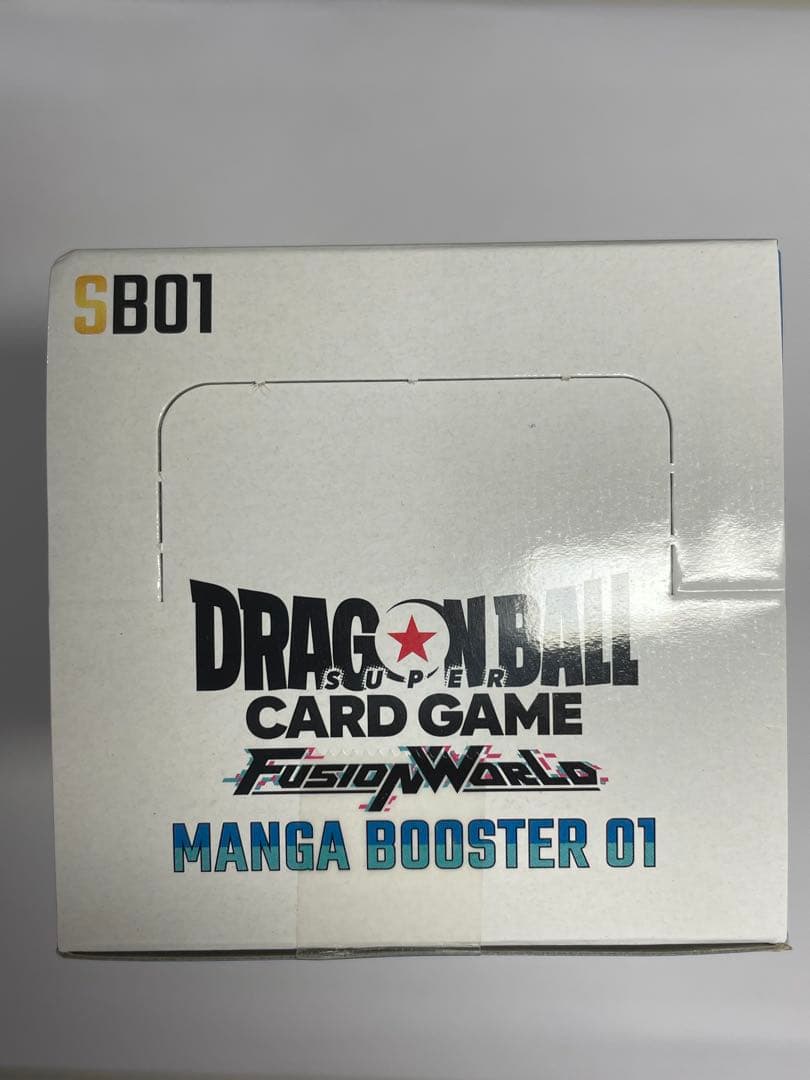 SB01
DRAGON BALL
SUPER
CARD GAME
FUSION WORLD
MANGA BOOSTER 01